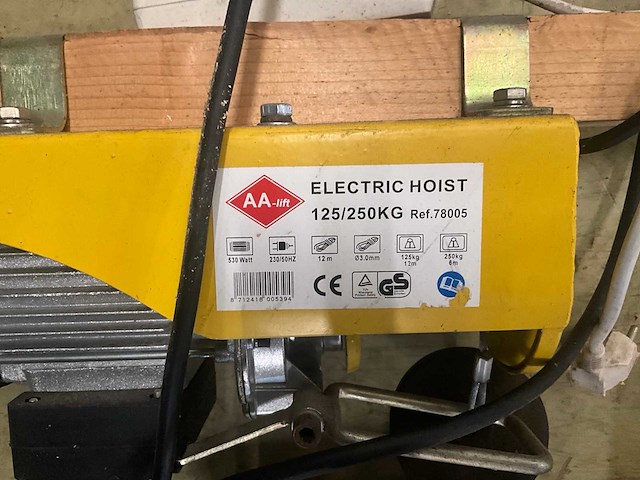 AA-lift
ELECTRIC HOIST
125/250KG Ref.78005
530 Watt 230/50HZ 12 m Ø3.0mm 125kg 12m 250kg 6m
8 712418 005394
CE GS